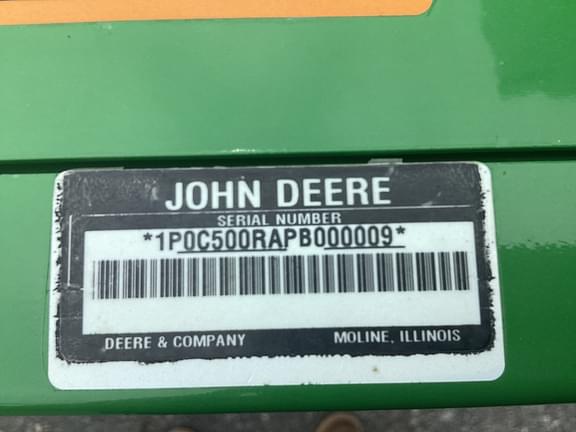 JOHN DEERE
SERIAL NUMBER
*1P0C500RAPB000009*
DEERE & COMPANY MOLINE, ILLINOIS